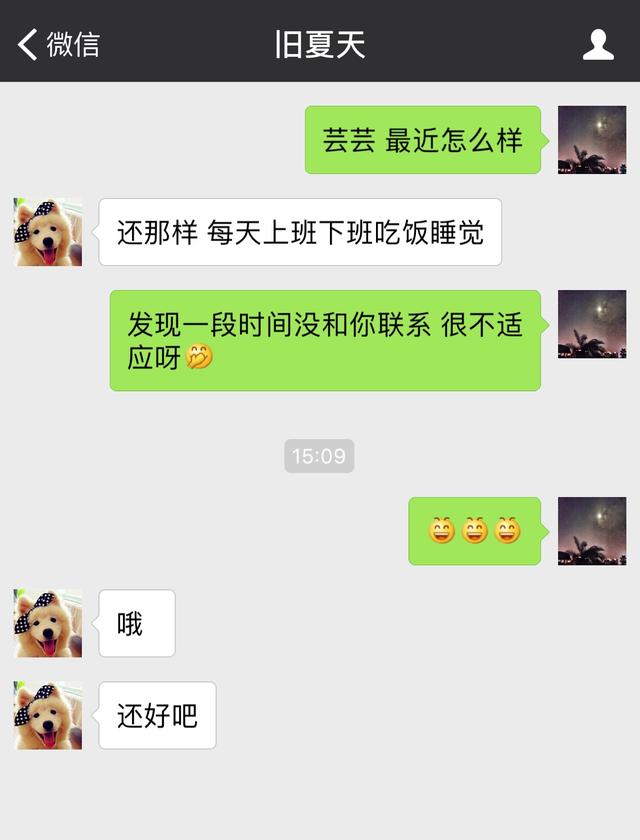 微信
旧夏天
芸芸 最近怎么样
还那样 每天上班下班吃饭睡觉
发现一段时间没和你联系 很不适
应呀🤭
15:09
😄😄😄
哦
还好吧